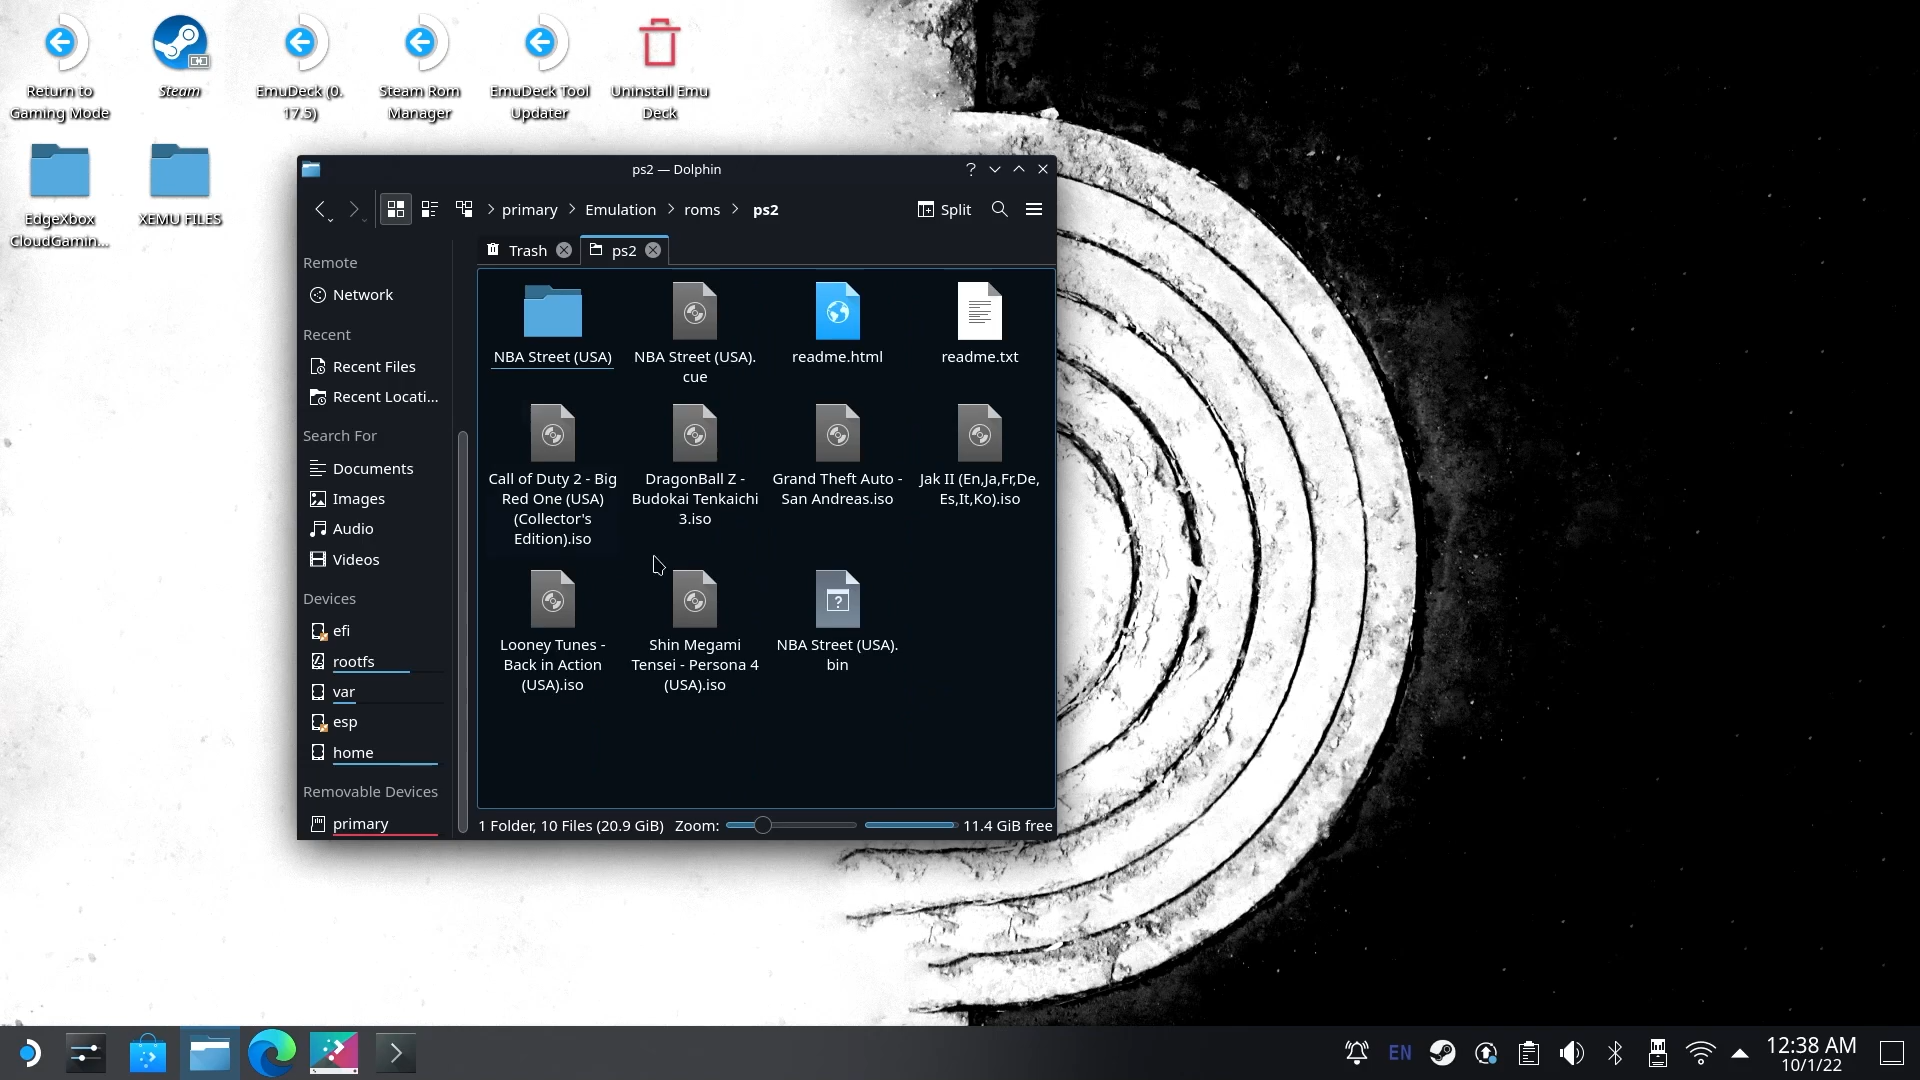 Return to
Gaming Mode
Steam
EmuDeck (0.
17.5)
Steam Rom
Manager
EmuDeck Tool
Updater
Uninstall Emu
Deck
EdgeXbox
CloudGamin...
XEMU FILES
ps2 — Dolphin
primary
Emulation
roms
ps2
Split
Trash
ps2
Remote
Network
Recent
Recent Files
Recent Locati...
Search For
Documents
Images
Audio
Videos
Devices
efi
rootfs
var
esp
home
Removable Devices
primary
NBA Street (USA)
NBA Street (USA).
cue
readme.html
readme.txt
Call of Duty 2 - Big
Red One (USA)
(Collector's
Edition).iso
DragonBall Z -
Budokai Tenkaichi
3.iso
Grand Theft Auto -
San Andreas.iso
Jak II (En,Ja,Fr,De,
Es,It,Ko).iso
Looney Tunes -
Back in Action
(USA).iso
Shin Megami
Tensei - Persona 4
(USA).iso
NBA Street (USA).
bin
1 Folder, 10 Files (20.9 GiB)
Zoom:
11.4 GiB free
EN
12:38 AM
10/1/22